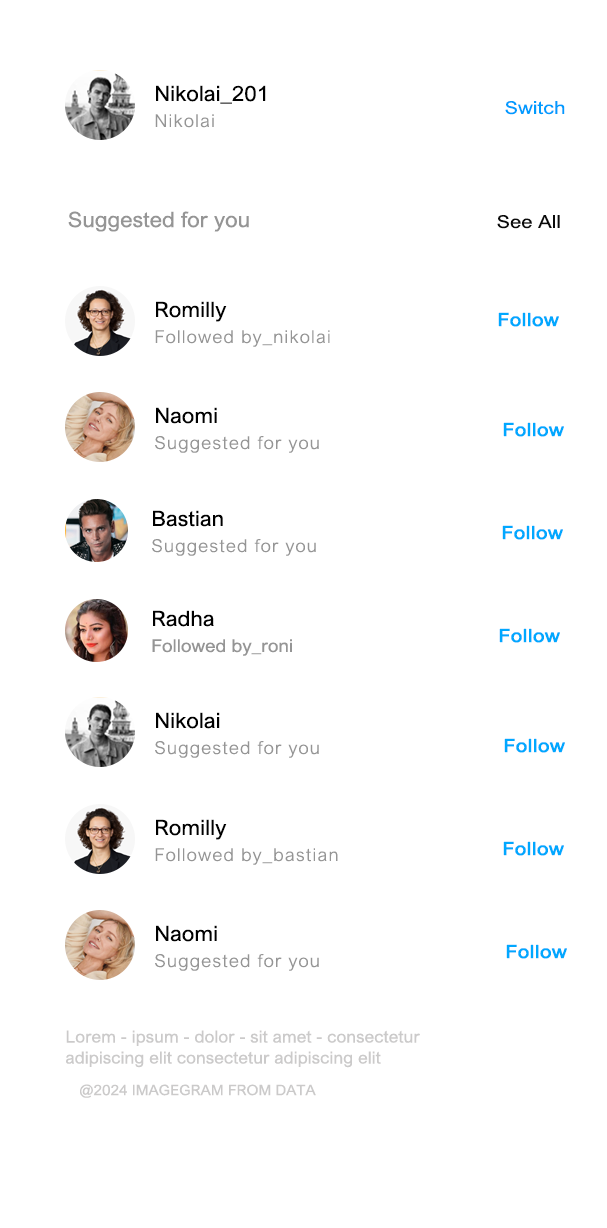 Nikolai_201
Nikolai
Switch
Suggested for you
See All
Romilly
Followed by_nikolai
Follow
Naomi
Suggested for you
Follow
Bastian
Suggested for you
Follow
Radha
Followed by_roni
Follow
Nikolai
Suggested for you
Follow
Romilly
Followed by_bastian
Follow
Naomi
Suggested for you
Follow
Lorem - ipsum - dolor - sit amet - consectetur
adipiscing elit consectetur adipiscing elit
@2024 IMAGEGRAM FROM DATA